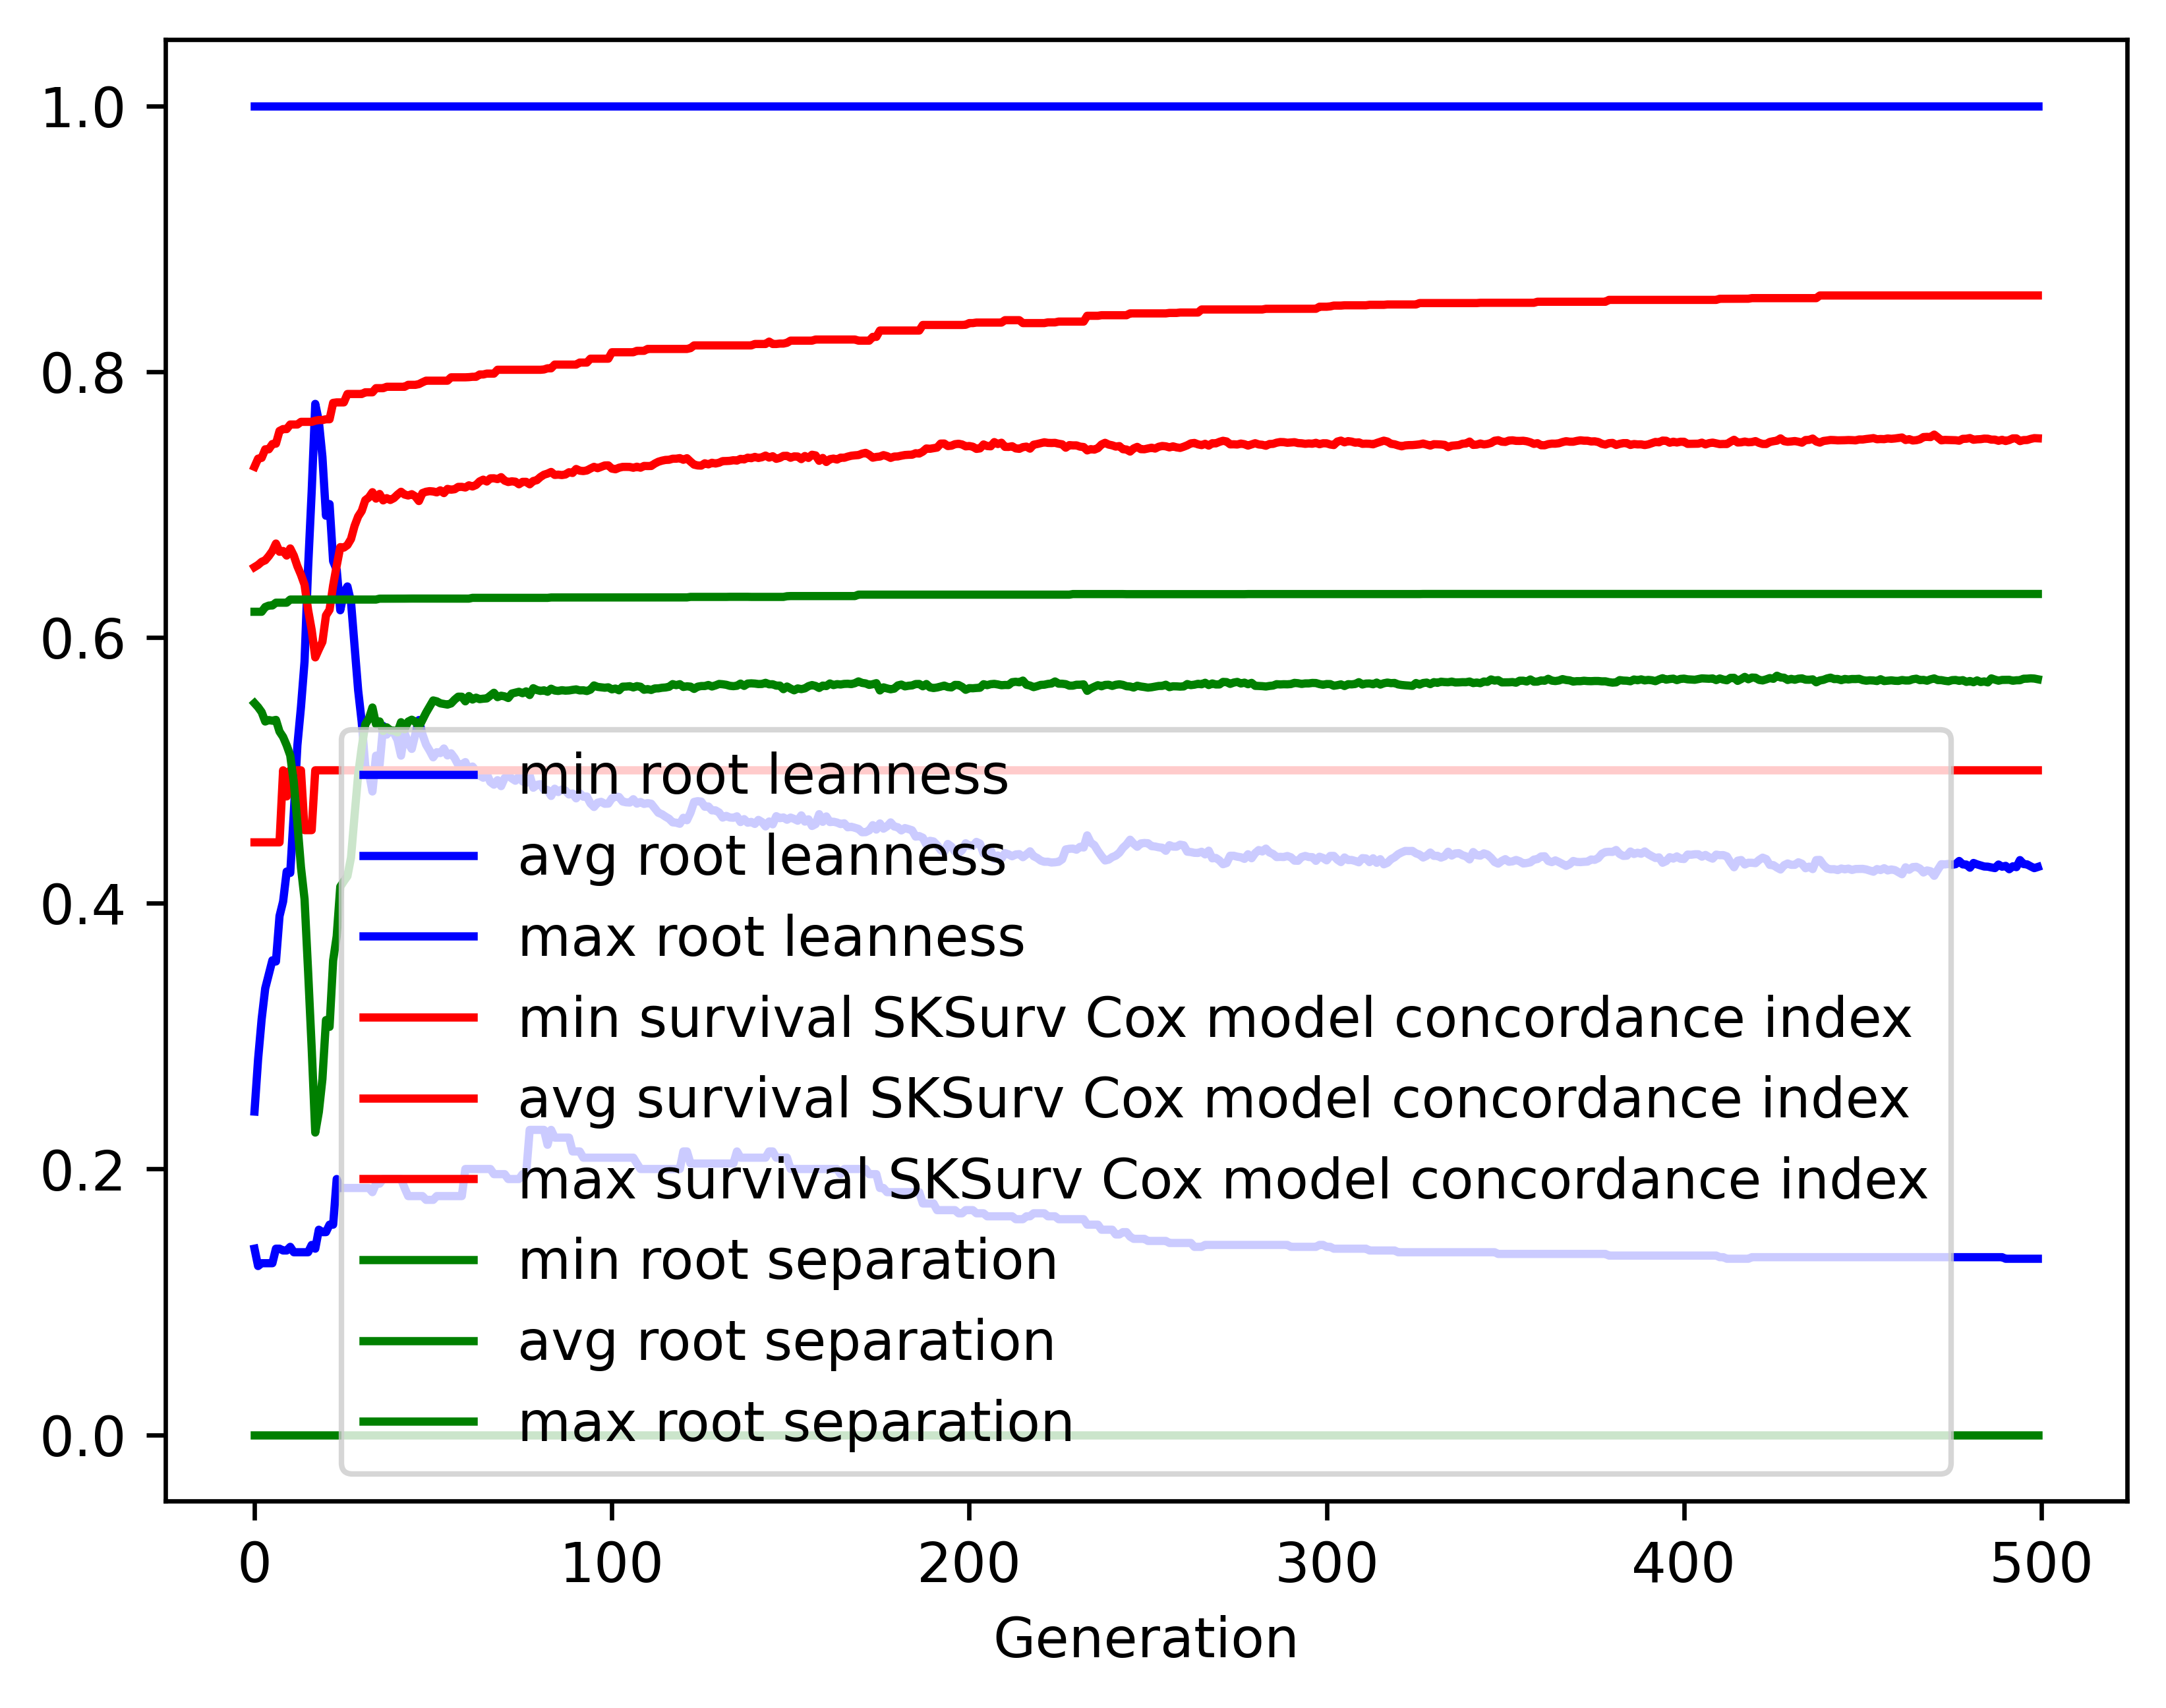 1.0
0.8
0.6
0.4
0.2
0.0
min root leanness
avg root leanness
max root leanness
min survival SKSurv Cox model concordance index
avg survival SKSurv Cox model concordance index
max survival SKSurv Cox model concordance index
min root separation
avg root separation
max root separation
0 100 200 300 400 500
Generation